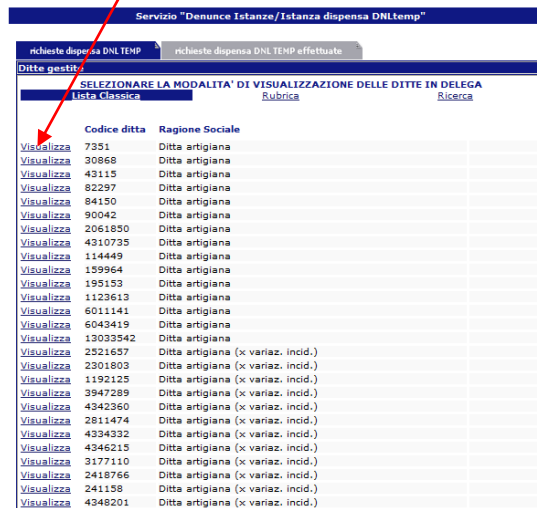 Servizio "Denunce Istanze/Istanza dispensa DNLtemp"
richieste dispensa DNL TEMP richieste dispensa DNL TEMP effettuate
Ditte gestite
SELEZIONARE LA MODALITA' DI VISUALIZZAZIONE DELLE DITTE IN DELEGA
Lista Classica Rubrica Ricerca
Codice ditta Ragione Sociale
Visualizza 7351 Ditta artigiana
Visualizza 30868 Ditta artigiana
Visualizza 43115 Ditta artigiana
Visualizza 82297 Ditta artigiana
Visualizza 84150 Ditta artigiana
Visualizza 90042 Ditta artigiana
Visualizza 2061850 Ditta artigiana
Visualizza 4310735 Ditta artigiana
Visualizza 114449 Ditta artigiana
Visualizza 159964 Ditta artigiana
Visualizza 195153 Ditta artigiana
Visualizza 1123613 Ditta artigiana
Visualizza 6011141 Ditta artigiana
Visualizza 6043419 Ditta artigiana
Visualizza 13033542 Ditta artigiana
Visualizza 2521657 Ditta artigiana (x variaz. incid.)
Visualizza 2301803 Ditta artigiana (x variaz. incid.)
Visualizza 1192125 Ditta artigiana (x variaz. incid.)
Visualizza 3947289 Ditta artigiana (x variaz. incid.)
Visualizza 4342360 Ditta artigiana (x variaz. incid.)
Visualizza 2811474 Ditta artigiana (x variaz. incid.)
Visualizza 4334332 Ditta artigiana (x variaz. incid.)
Visualizza 4346215 Ditta artigiana (x variaz. incid.)
Visualizza 3177110 Ditta artigiana (x variaz. incid.)
Visualizza 2418766 Ditta artigiana (x variaz. incid.)
Visualizza 241158 Ditta artigiana (x variaz. incid.)
Visualizza 4348201 Ditta artigiana (x variaz. incid.)